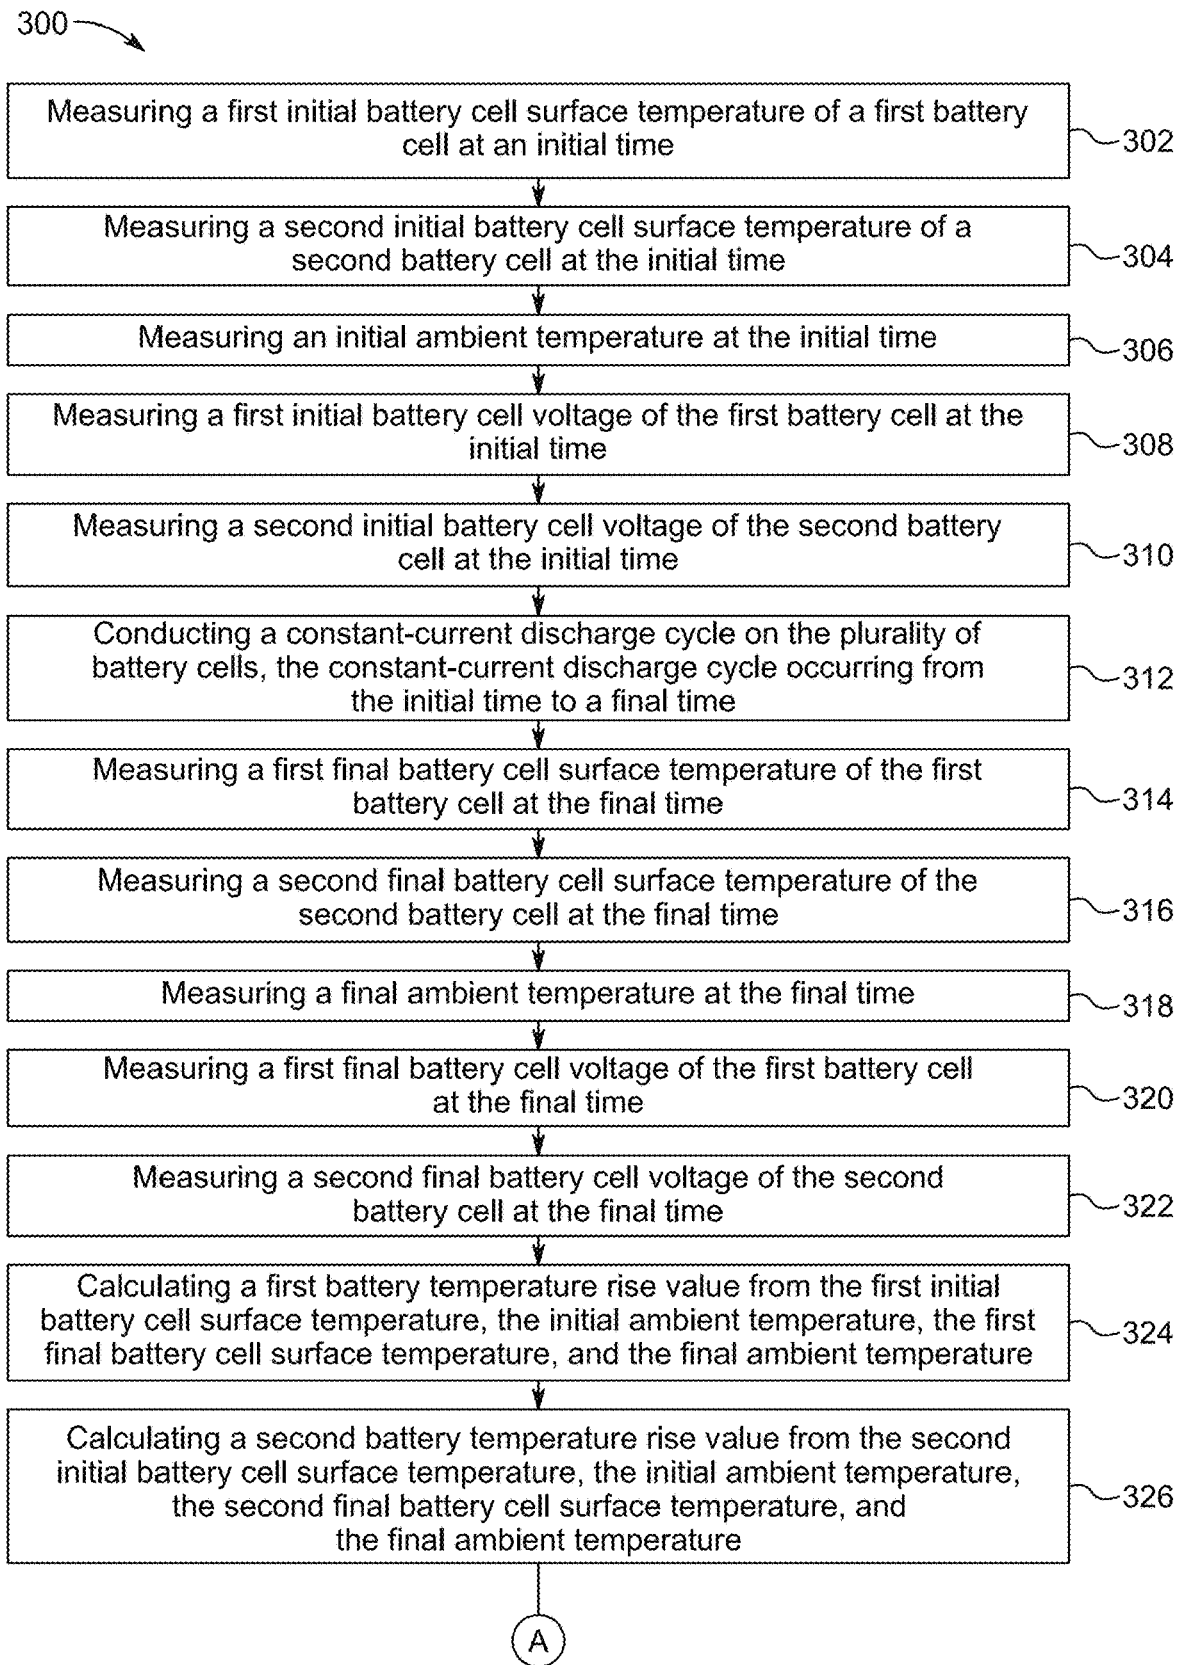 300
Measuring a first initial battery cell surface temperature of a first battery
cell at an initial time
302
Measuring a second initial battery cell surface temperature of a
second battery cell at the initial time
304
Measuring an initial ambient temperature at the initial time
306
Measuring a first initial battery cell voltage of the first battery cell at the
initial time
308
Measuring a second initial battery cell voltage of the second battery
cell at the initial time
310
Conducting a constant-current discharge cycle on the plurality of
battery cells, the constant-current discharge cycle occurring from
the initial time to a final time
312
Measuring a first final battery cell surface temperature of the first
battery cell at the final time
314
Measuring a second final battery cell surface temperature of the
second battery cell at the final time
316
Measuring a final ambient temperature at the final time
318
Measuring a first final battery cell voltage of the first battery cell
at the final time
320
Measuring a second final battery cell voltage of the second
battery cell at the final time
322
Calculating a first battery temperature rise value from the first initial
battery cell surface temperature, the initial ambient temperature, the first
final battery cell surface temperature, and the final ambient temperature
324
Calculating a second battery temperature rise value from the second
initial battery cell surface temperature, the initial ambient temperature,
the second final battery cell surface temperature, and
the final ambient temperature
326
A